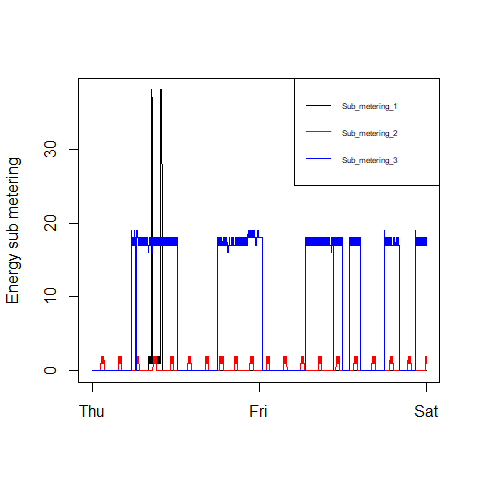 Energy sub metering
30
20
10
0
Thu
Fri
Sat
Sub_metering_1
Sub_metering_2
Sub_metering_3